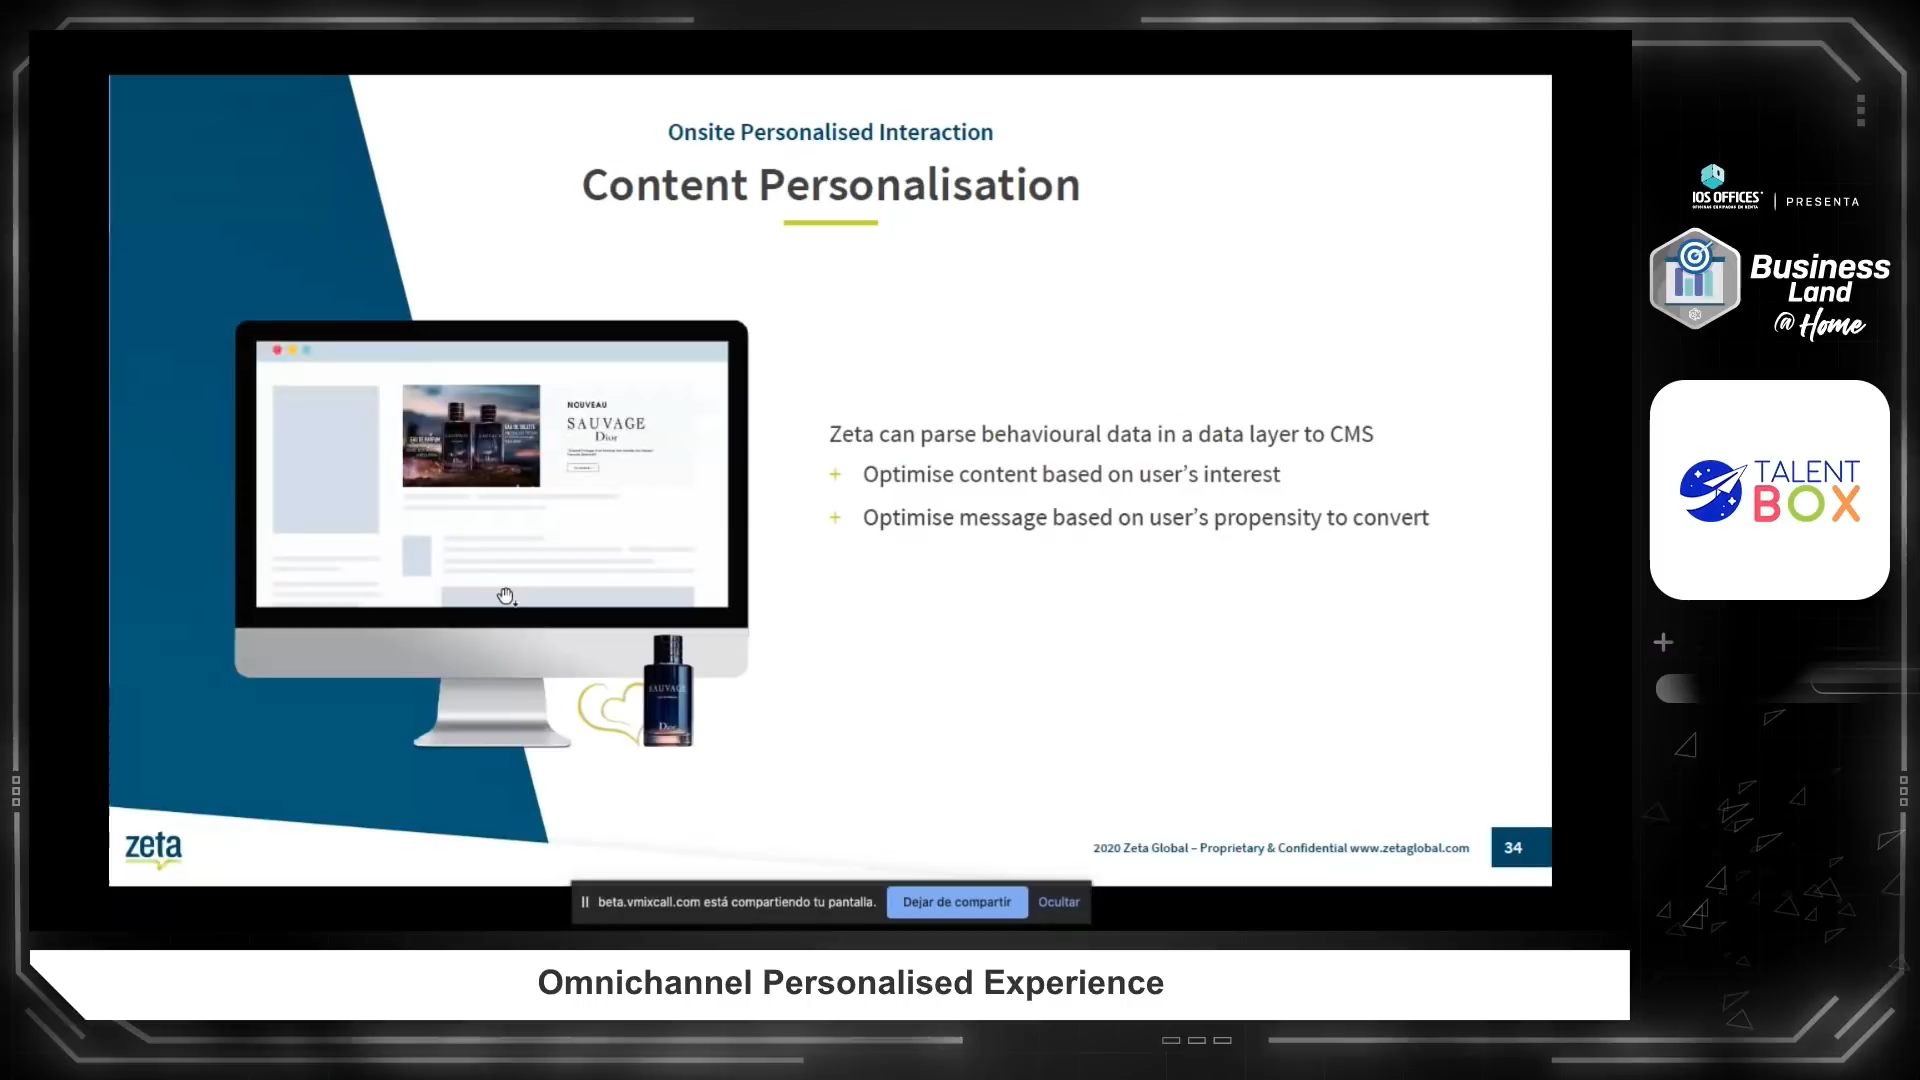 Onsite Personalised Interaction
Content Personalisation
NOUVEAU
SAUVAGE
Dior
Zeta can parse behavioural data in a data layer to CMS
+ Optimise content based on user's interest
+ Optimise message based on user's propensity to convert
SAUVAGE
Dior
zeta
2020 Zeta Global – Proprietary & Confidential www.zetaglobal.com
34
beta.vmixcall.com está compartiendo tu pantalla.
Dejar de compartir
Ocultar
Omnichannel Personalised Experience
IOS OFFICES
PRESENTA
Business
Land
@ Home
TALENT
BOX